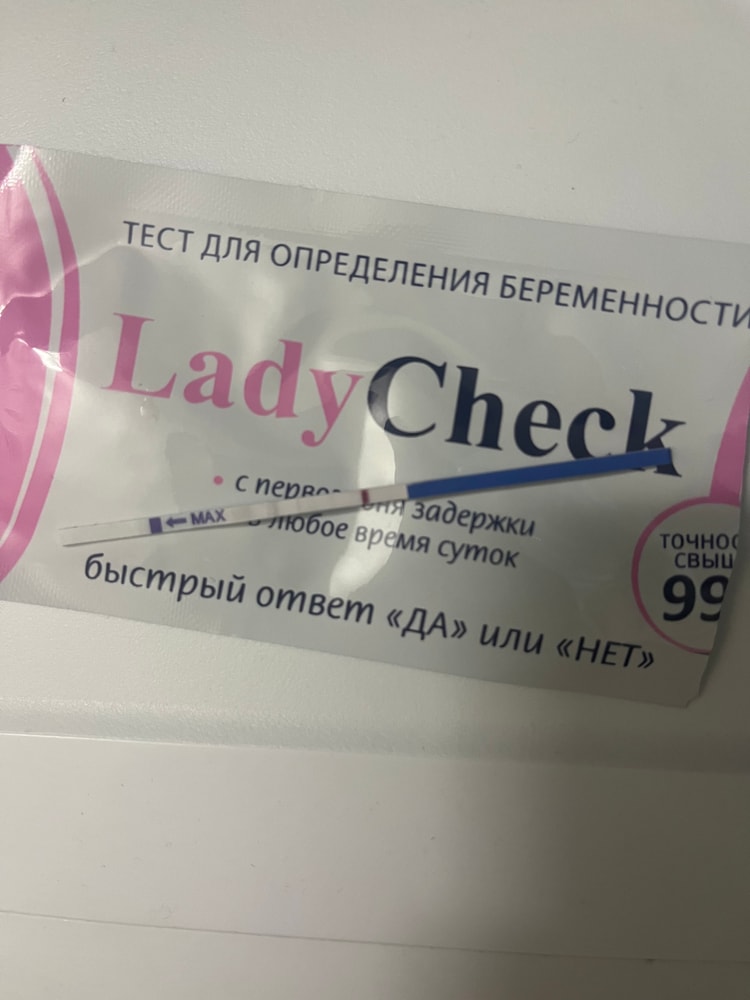 ТЕСТ ДЛЯ ОПРЕДЕЛЕНИЯ БЕРЕМЕННОСТИ
LadyCheck
• с задержки
← MAX
любое время суток
быстрый ответ «ДА» или «НЕТ»
99